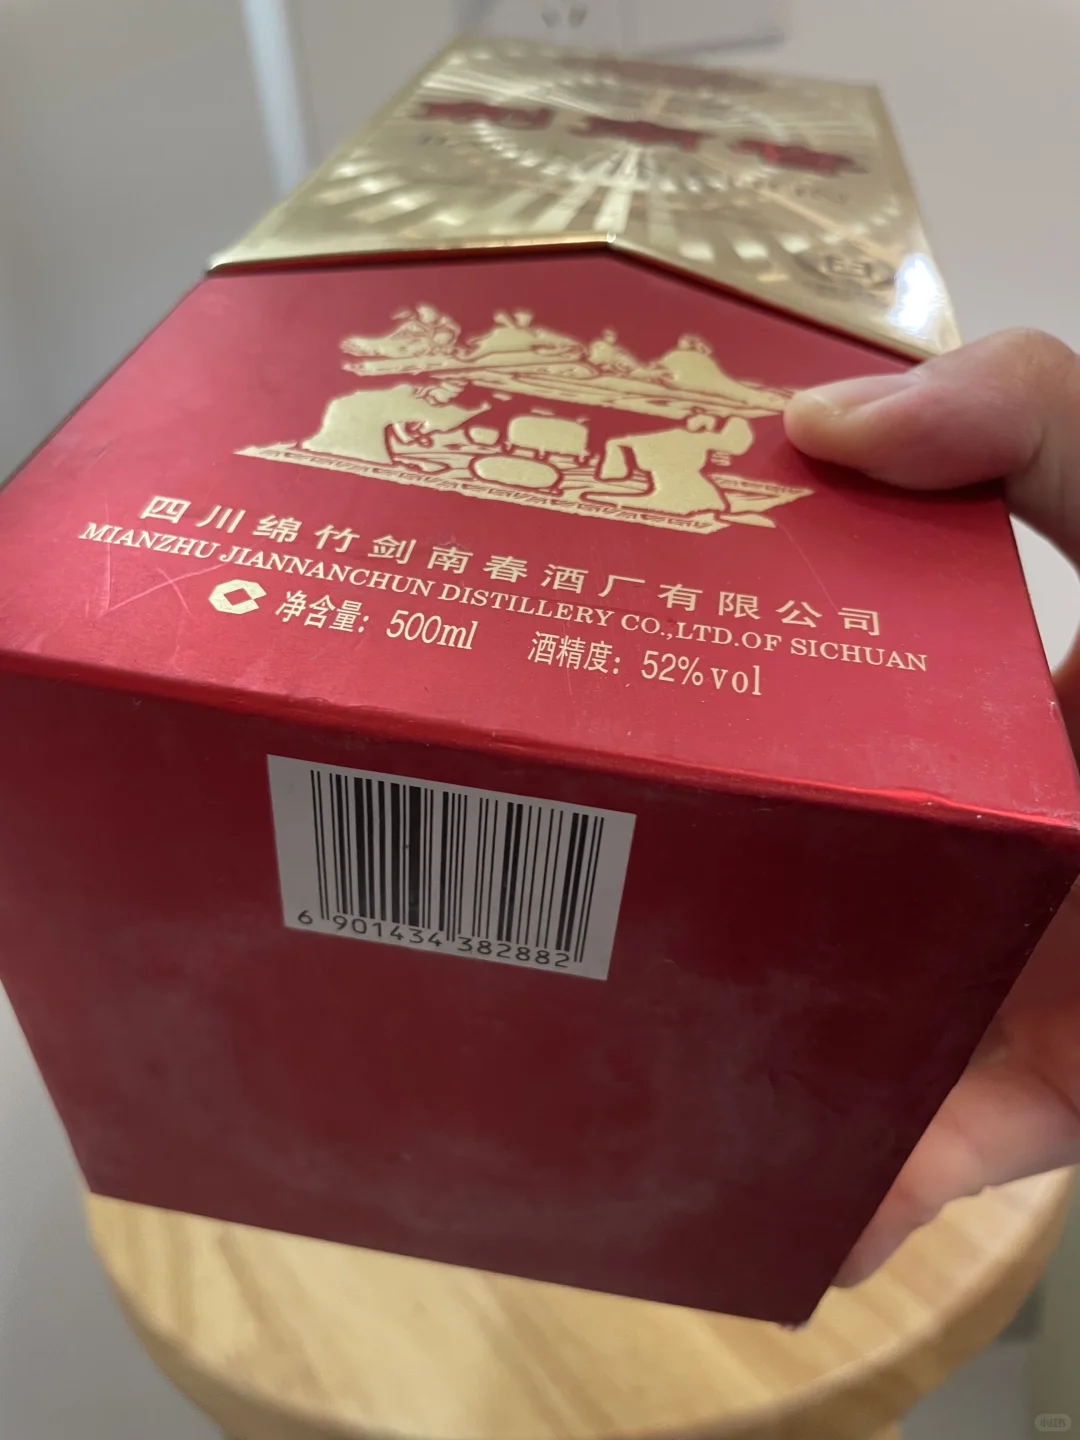 四川绵竹剑南春酒厂有限公司
MIANZHU JIANNANCHUN DISTILLERY CO.,LTD.OF SICHUAN
净含量：500ml 酒精度：52%vol
6 901434 382882